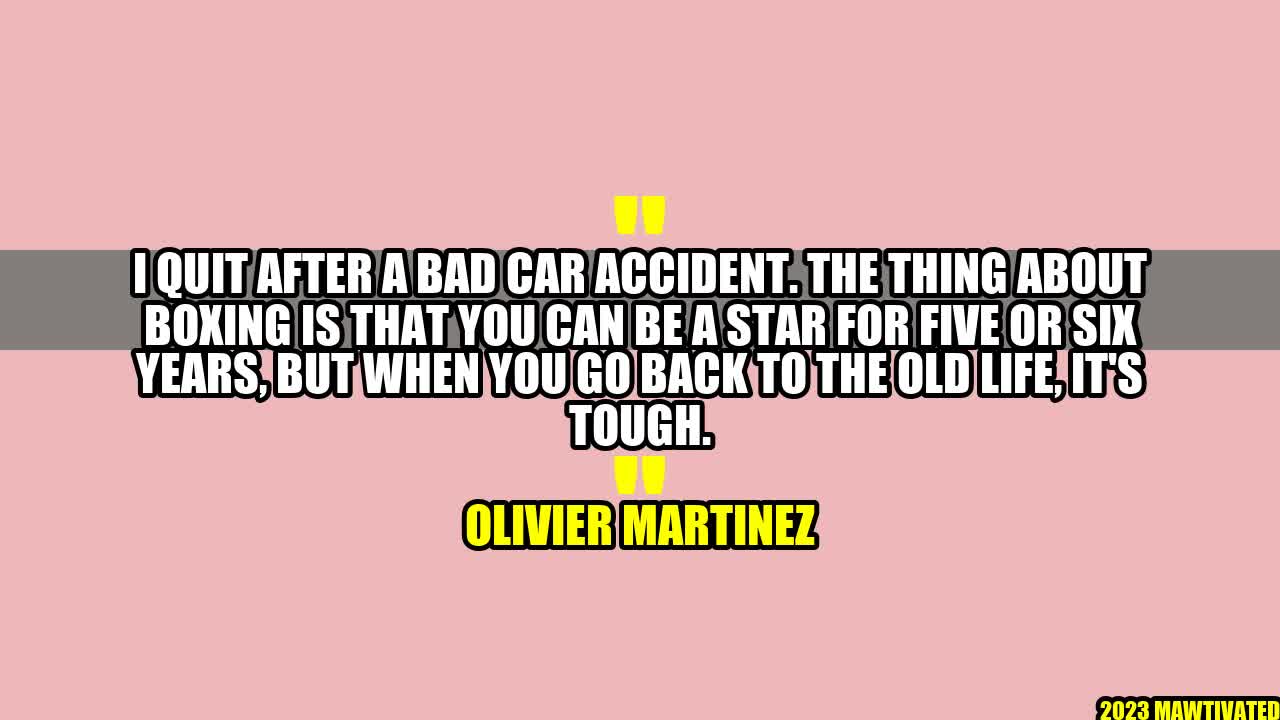 "
I QUIT AFTER A BAD CAR ACCIDENT. THE THING ABOUT
BOXING IS THAT YOU CAN BE A STAR FOR FIVE OR SIX
YEARS, BUT WHEN YOU GO BACK TO THE OLD LIFE, IT'S
TOUGH.
"
OLIVIER MARTINEZ
2023 MAWTIVATED